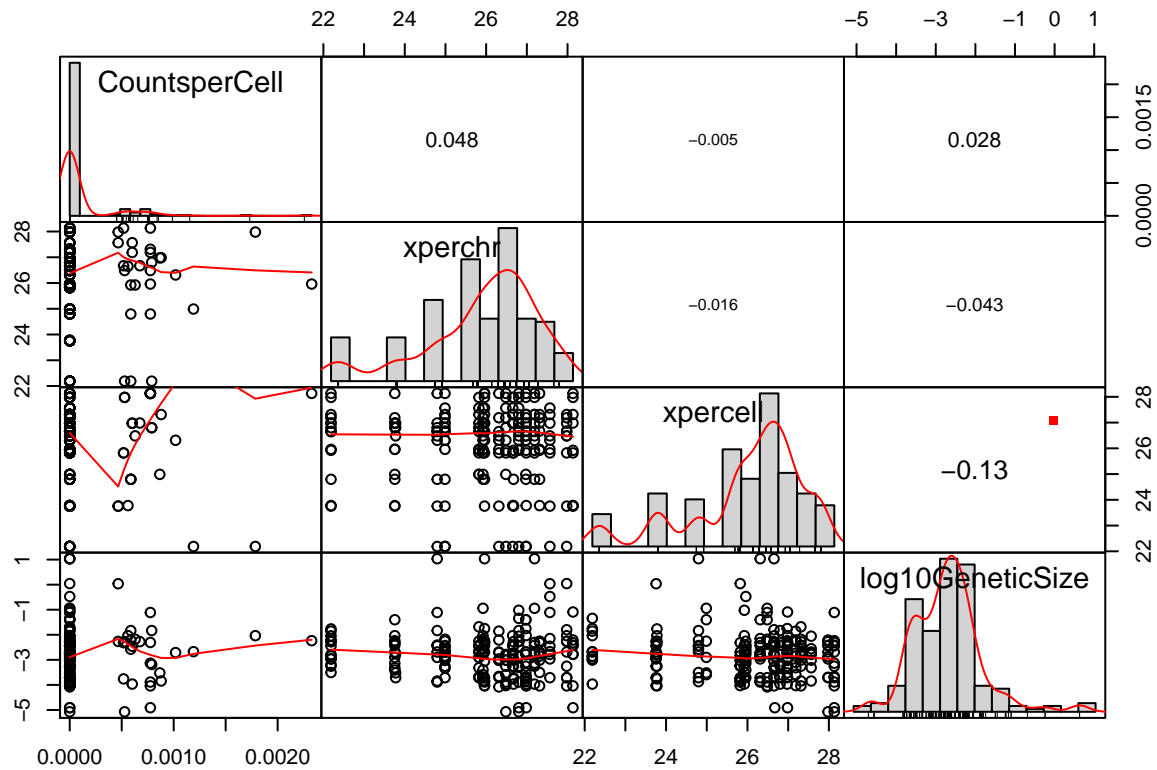 22 24 26 28 −5 −3 −1 0 1
CountsperCell
0.048
−0.005
0.028
0.0000 0.0015
22 24 26 28
xperchr
−0.016
−0.043
xpercell
−0.13
22 24 26 28
−5 −3 −1 1
log10GeneticSize
0.0000 0.0010 0.0020
22 24 26 28